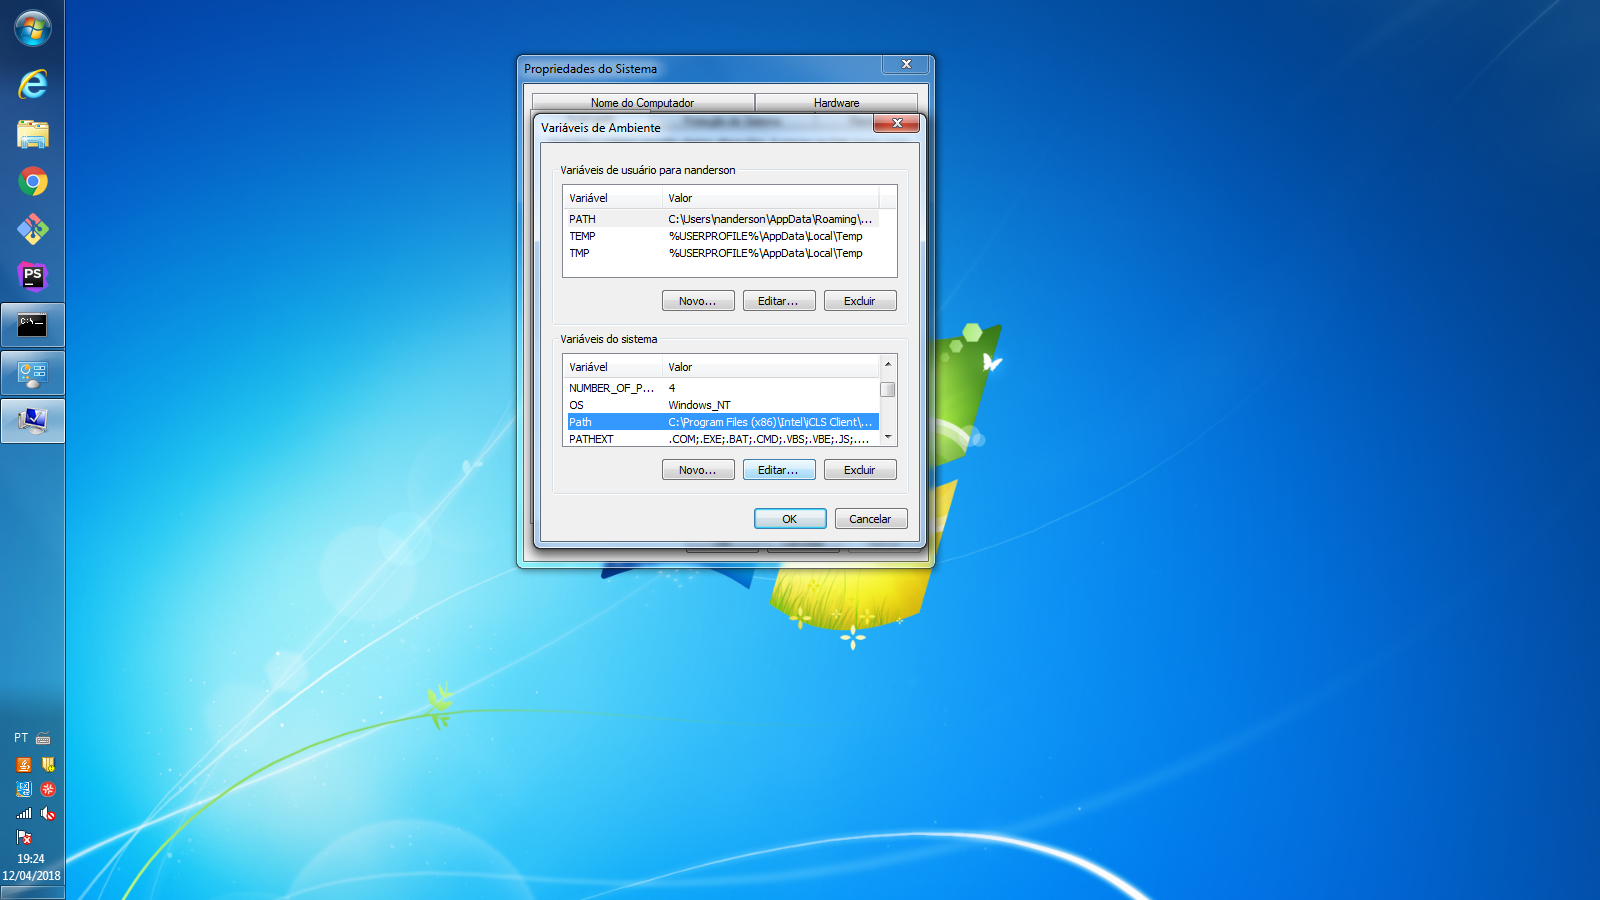 Propriedades do Sistema
Nome do Computador
Hardware
Variáveis de Ambiente
Variáveis de usuário para nanderson
Variável Valor
PATH C:\Users\nanderson\AppData\Roaming\...
TEMP %USERPROFILE%\AppData\Local\Temp
TMP %USERPROFILE%\AppData\Local\Temp
Novo... Editar... Excluir
Variáveis do sistema
Variável Valor
NUMBER_OF_P... 4
OS Windows_NT
Path C:\Program Files (x86)\Intel\iCLS Client\...
PATHEXT .COM;.EXE;.BAT;.CMD;.VBS;.VBE;.JS;....
Novo... Editar... Excluir
OK Cancelar
PS
C:\
PT
19:24
12/04/2018